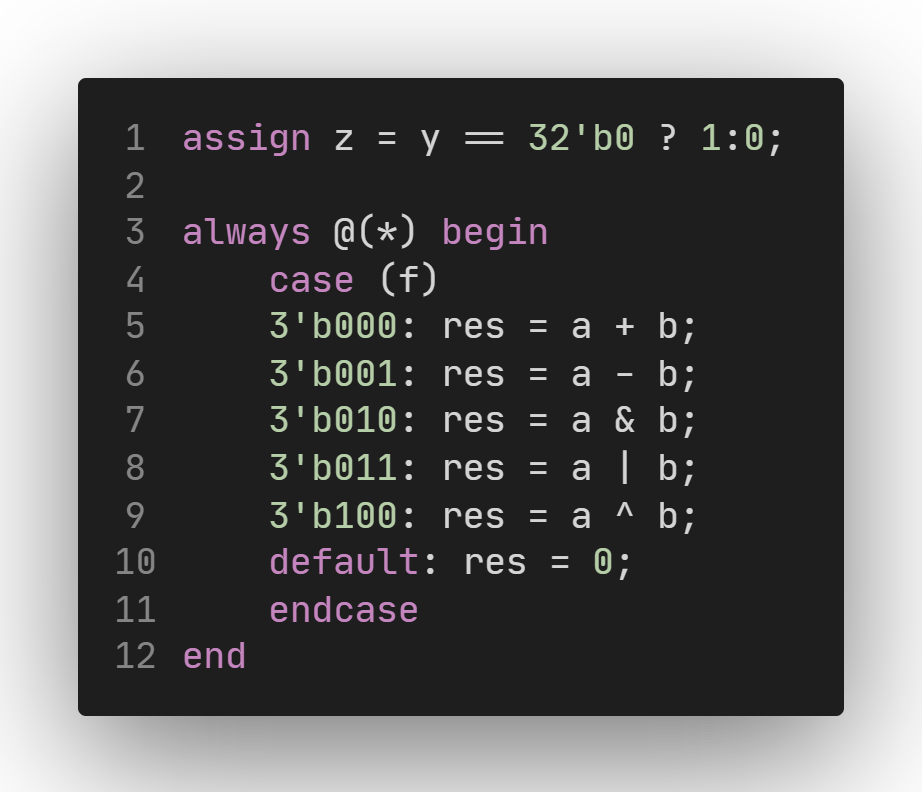 1 assign z = y == 32'b0 ? 1:0;
2
3 always @(*) begin
4     case (f)
5     3'b000: res = a + b;
6     3'b001: res = a - b;
7     3'b010: res = a & b;
8     3'b011: res = a | b;
9     3'b100: res = a ^ b;
10     default: res = 0;
11     endcase
12 end